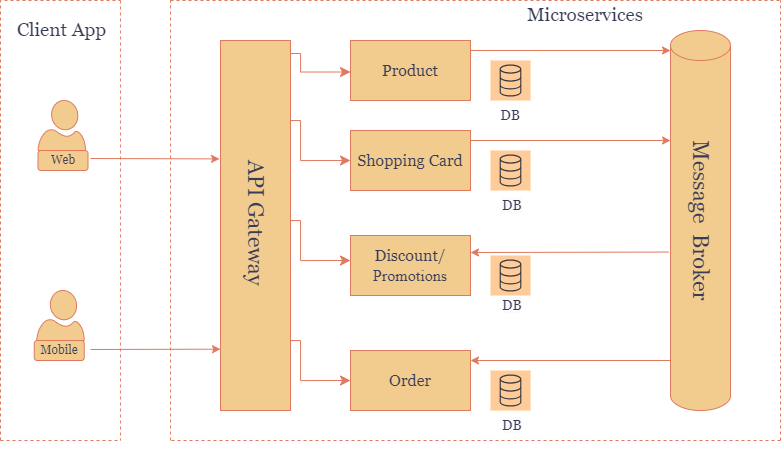 Client App
Microservices
Web
Mobile
API Gateway
Product
DB
Shopping Card
DB
Discount/
Promotions
DB
Order
DB
Message Broker